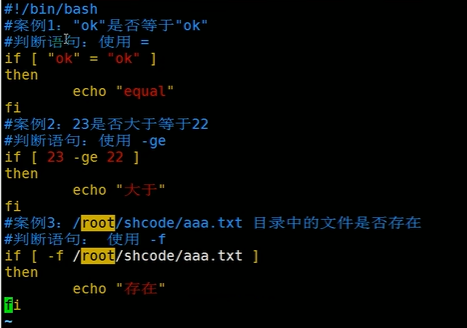 #!/bin/bash
#案例1："ok"是否等于"ok"
#判断语句：使用 =
if [ "ok" = "ok" ]
then
        echo "equal"
fi
#案例2：23是否大于等于22
#判断语句：使用 -ge
if [ 23 -ge 22 ]
then
        echo "大于"
fi
#案例3：/root/shcode/aaa.txt 目录中的文件是否存在
#判断语句： 使用 -f
if [ -f /root/shcode/aaa.txt ]
then
        echo "存在"
fi
~